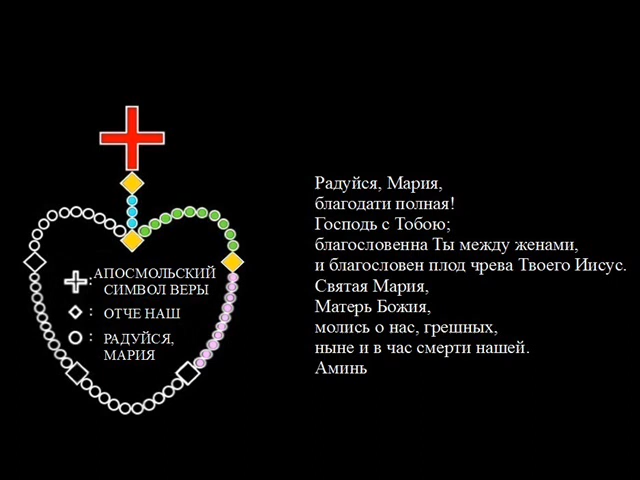 :АПОСМОЛЬСКИЙ
СИМВОЛ ВЕРЫ
: ОТЧЕ НАШ
: РАДУЙСЯ,
МАРИЯ
Радуйся, Мария,
благодати полная!
Господь с Тобою;
благословенна Ты между женами,
и благословен плод чрева Твоего Иисус.
Святая Мария,
Матерь Божия,
молись о нас, грешных,
ныне и в час смерти нашей.
Аминь